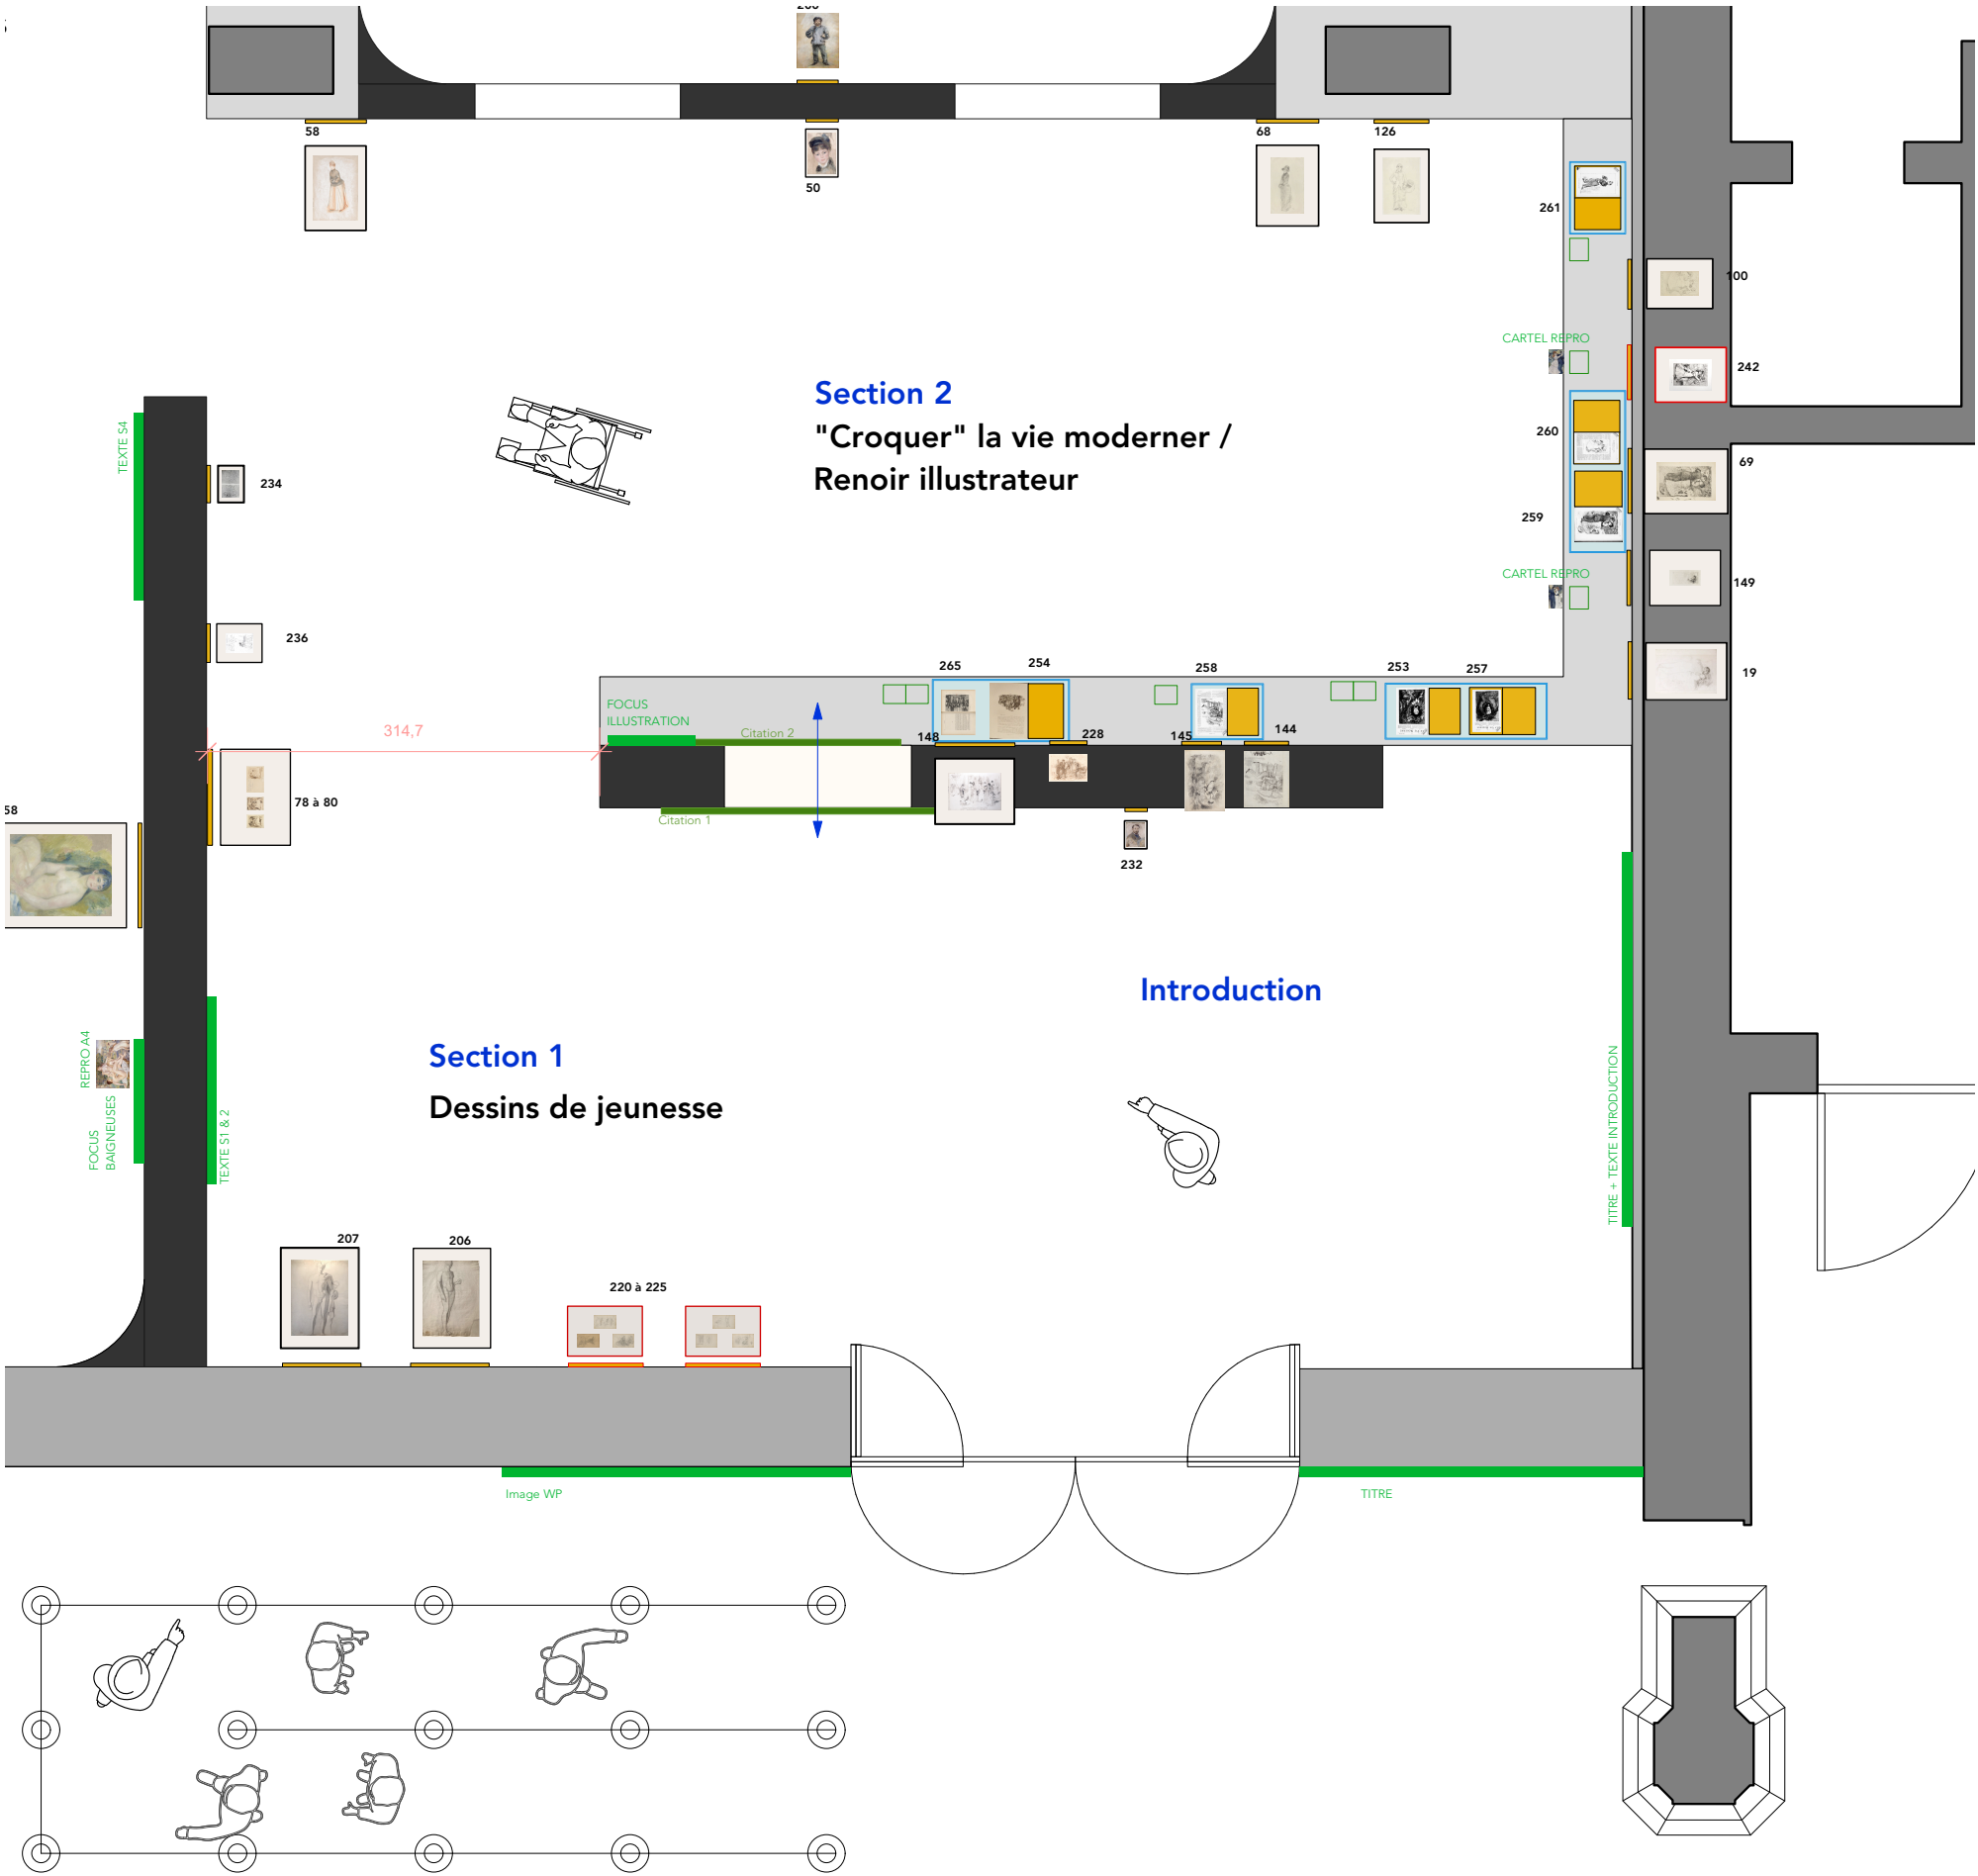 58
50
68
126
261
100
CARTEL REPRO
242
Section 2
"Croquer" la vie moderner /
Renoir illustrateur
TEXTE S4
234
260
69
259
CARTEL REPRO
149
236
265
254
258
253
257
19
FOCUS
ILLUSTRATION
314,7
Citation 2
148
228
145
144
78 à 80
58
Citation 1
232
Introduction
Section 1
Dessins de jeunesse
REPRO A4
FOCUS
BAIGNEUSES
TEXTE S1 & 2
TITRE + TEXTE INTRODUCTION
207
206
220 à 225
Image WP
TITRE